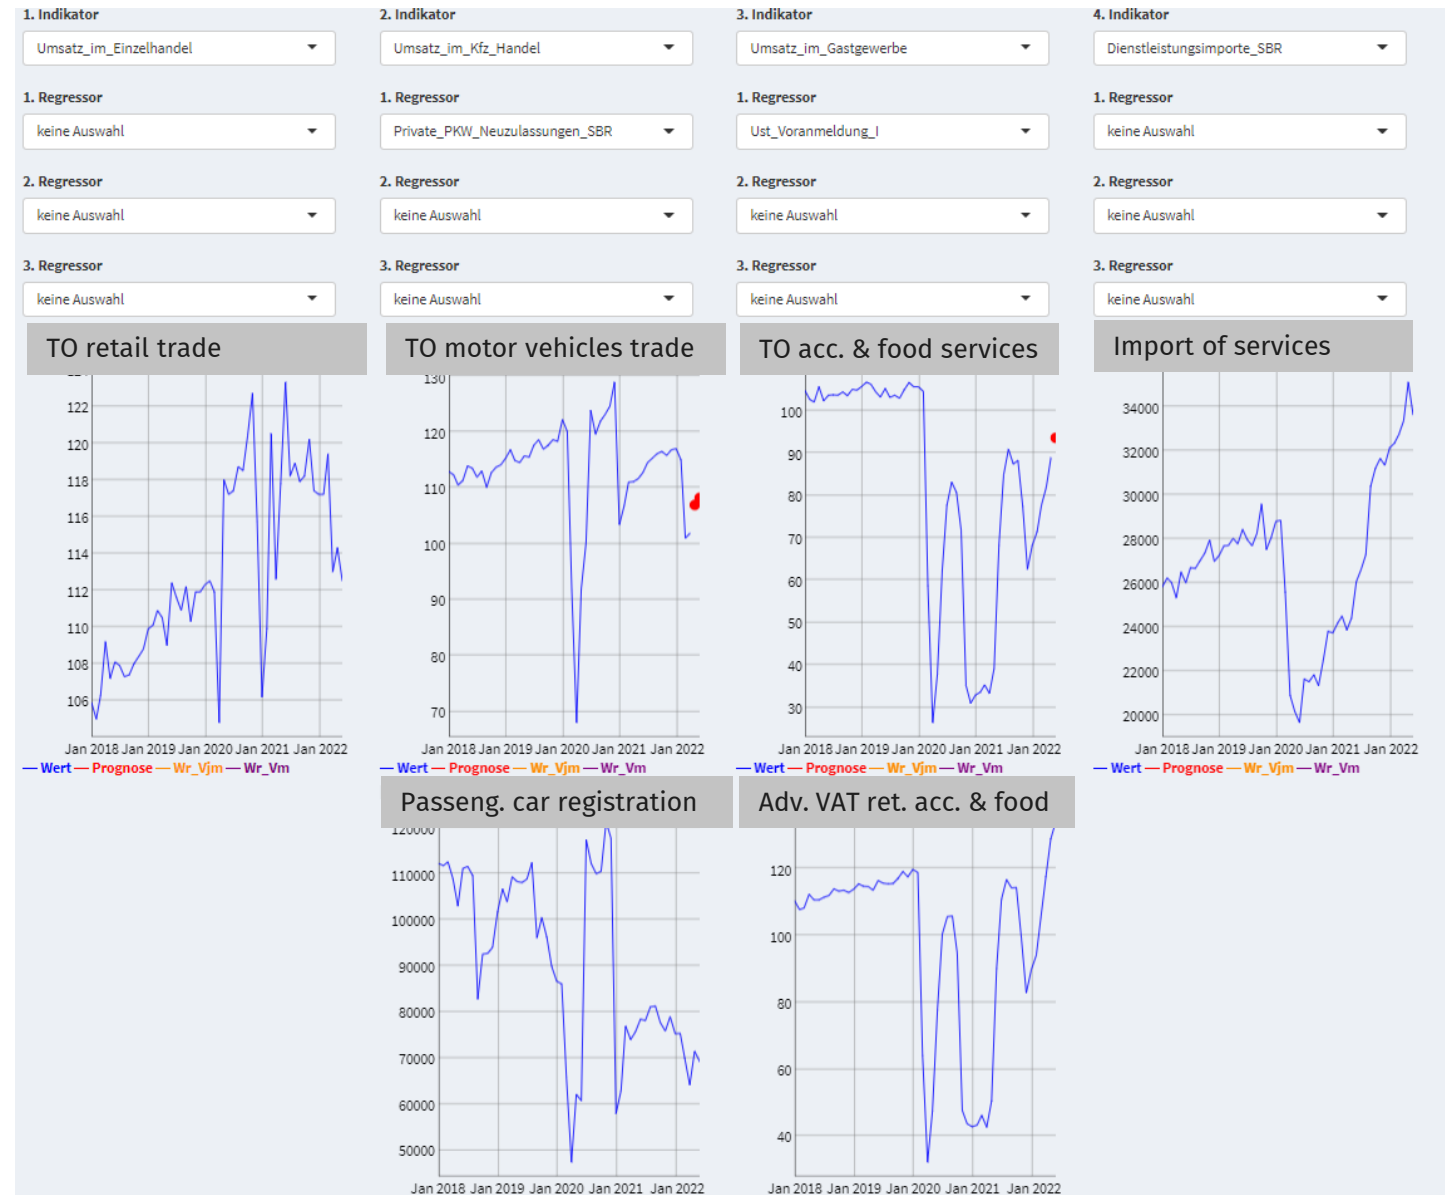 1. Indikator 2. Indikator 3. Indikator 4. Indikator
Umsatz_im_Einzelhandel Umsatz_im_Kfz_Handel Umsatz_im_Gastgewerbe Dienstleistungsimporte_SBR
1. Regressor 1. Regressor 1. Regressor 1. Regressor
keine Auswahl Private_PKW_Neuzulassungen_SBR Ust_Voranmeldung_I keine Auswahl
2. Regressor 2. Regressor 2. Regressor 2. Regressor
keine Auswahl keine Auswahl keine Auswahl keine Auswahl
3. Regressor 3. Regressor 3. Regressor 3. Regressor
keine Auswahl keine Auswahl keine Auswahl keine Auswahl
TO retail trade
122
120
118
116
114
112
110
108
106
Jan 2018 Jan 2019 Jan 2020 Jan 2021 Jan 2022
Wert Prognose Wr_Vjm Wr_Vm
TO motor vehicles trade
130
120
110
100
90
80
70
Jan 2018 Jan 2019 Jan 2020 Jan 2021 Jan 2022
Wert Prognose Wr_Vjm Wr_Vm
TO acc. & food services
100
90
80
70
60
50
40
30
Jan 2018 Jan 2019 Jan 2020 Jan 2021 Jan 2022
Wert Prognose Wr_Vjm Wr_Vm
Import of services
34000
32000
30000
28000
26000
24000
22000
20000
Jan 2018 Jan 2019 Jan 2020 Jan 2021 Jan 2022
Wert Prognose Wr_Vjm Wr_Vm
Passeng. car registration
120000
110000
100000
90000
80000
70000
60000
50000
Jan 2018 Jan 2019 Jan 2020 Jan 2021 Jan 2022
Adv. VAT ret. acc. & food
120
100
80
60
40
Jan 2018 Jan 2019 Jan 2020 Jan 2021 Jan 2022